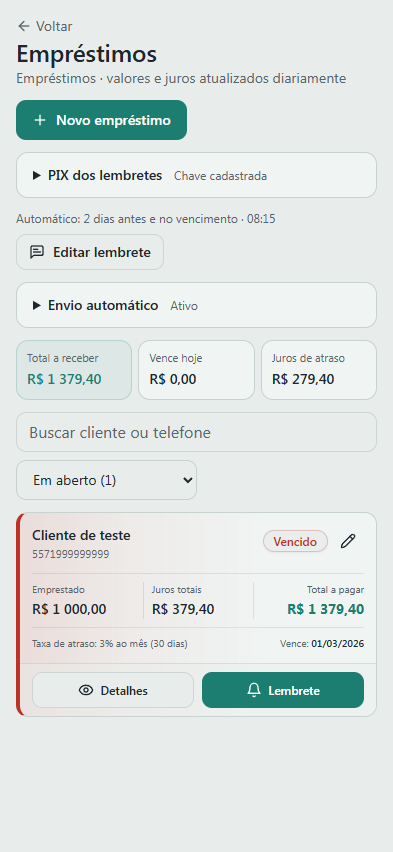 Voltar
Empréstimos
Empréstimos · valores e juros atualizados diariamente
+ Novo empréstimo
▶ PIX dos lembretes Chave cadastrada
Automático: 2 dias antes e no vencimento · 08:15
Editar lembrete
▶ Envio automático Ativo
Total a receber Vence hoje Juros de atraso
R$ 1 379,40 R$ 0,00 R$ 279,40
Buscar cliente ou telefone
Em aberto (1)
Cliente de teste Vencido
5571999999999
Emprestado Juros totais Total a pagar
R$ 1 000,00 R$ 379,40 R$ 1 379,40
Taxa de atraso: 3% ao mês (30 dias) Vence: 01/03/2026
Detalhes Lembrete